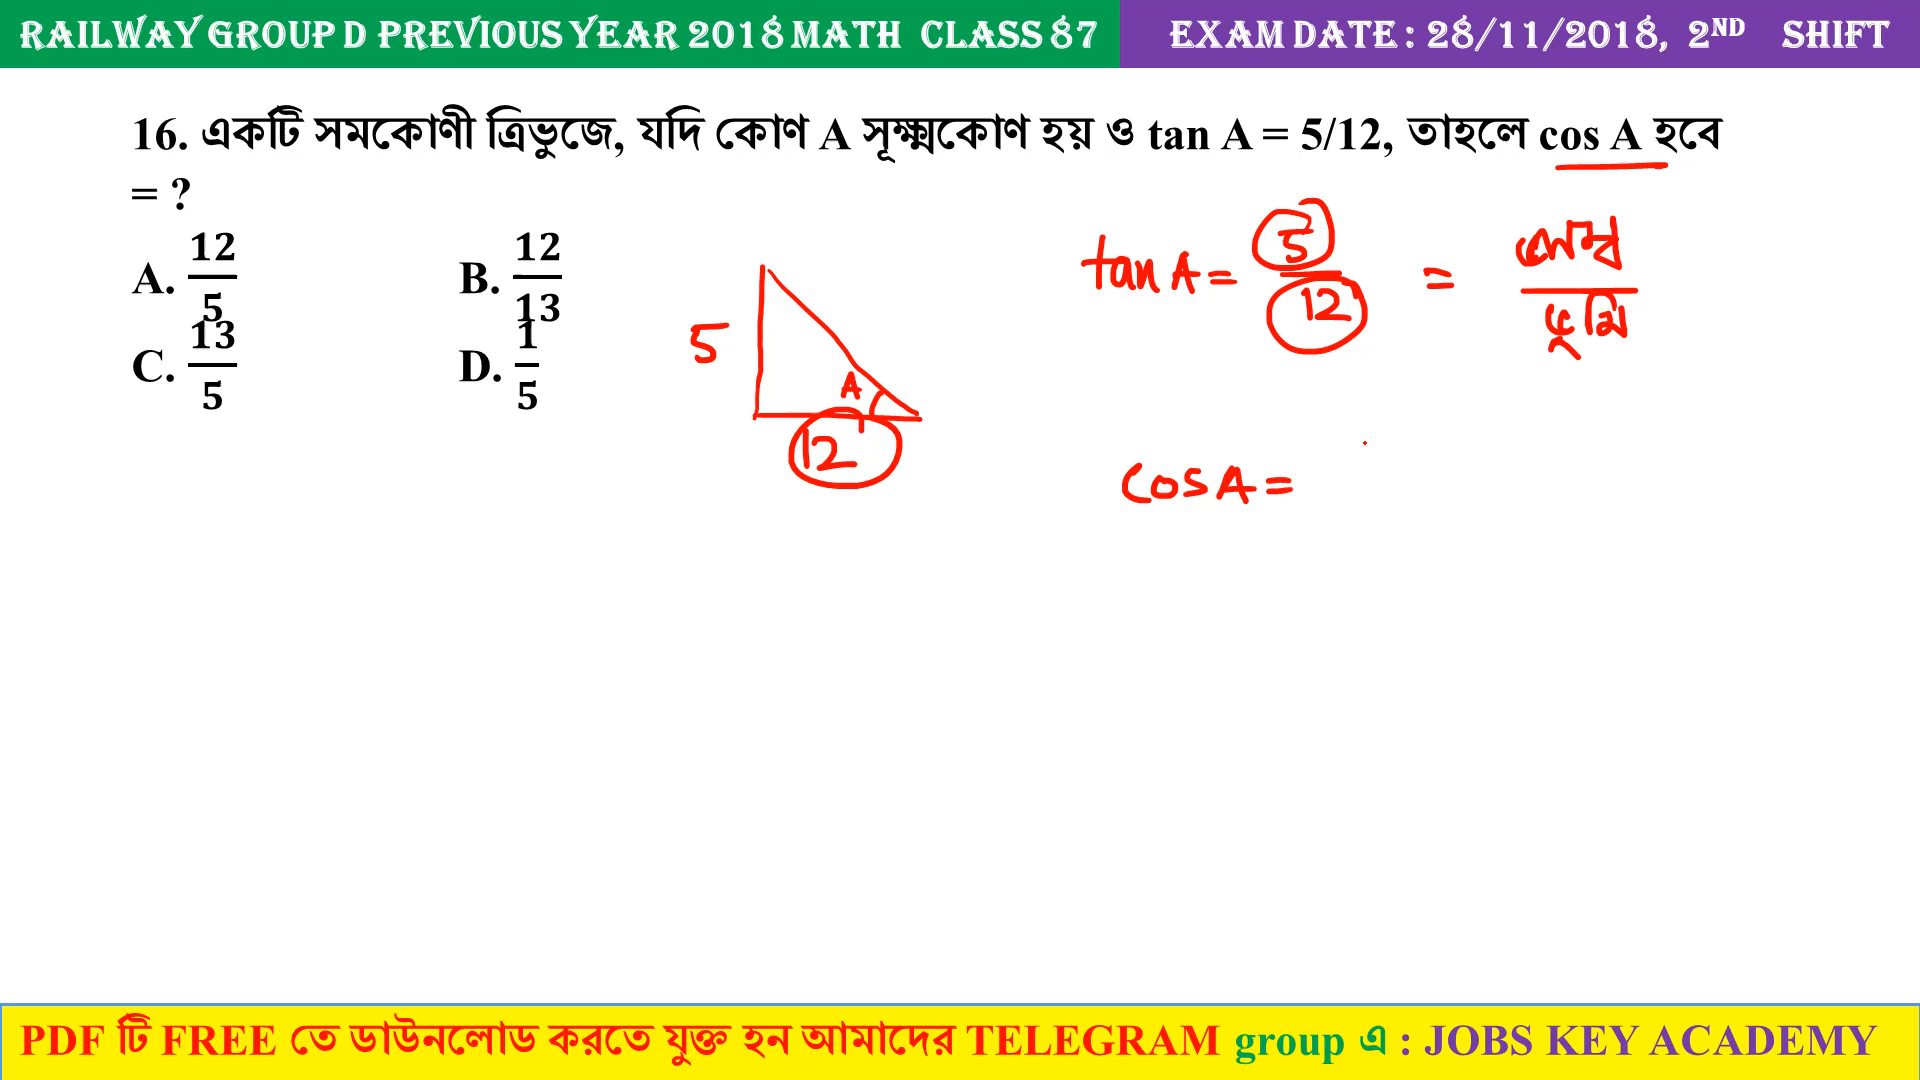 RAILWAY GROUP D PREVIOUS YEAR 2018 MATH CLASS 87 EXAM DATE : 28/11/2018, 2ND SHIFT
16. একটি সমকোণী ত্রিভুজে, যদি কোণ A সূক্ষ্মকোণ হয় ও tan A = 5/12, তাহলে cos A হবে
= ?
A. 12/5 B. 12/13
C. 13/5 D. 1/5
tan A = 5/12 = লম্ব/ভূমি
5
A
12
cos A =
PDF টি FREE তে ডাউনলোড করতে যুক্ত হন আমাদের TELEGRAM group এ : JOBS KEY ACADEMY